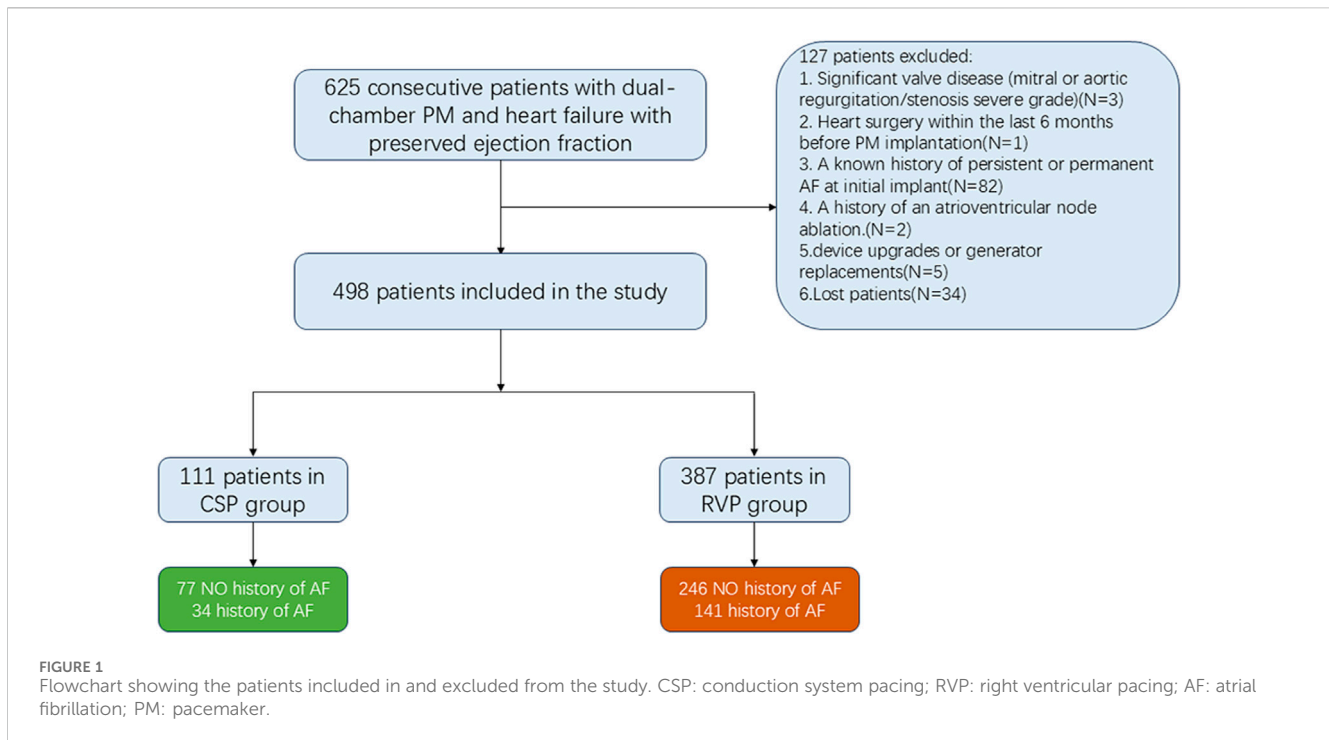 625 consecutive patients with dual-
chamber PM and heart failure with
preserved ejection fraction
127 patients excluded:
1. Significant valve disease (mitral or aortic
regurgitation/stenosis severe grade)(N=3)
2. Heart surgery within the last 6 months
before PM implantation(N=1)
3. A known history of persistent or permanent
AF at initial implant(N=82)
4. A history of an atrioventricular node
ablation.(N=2)
5.device upgrades or generator
replacements(N=5)
6.Lost patients(N=34)
498 patients included in the study
111 patients in
CSP group
387 patients in
RVP group
77 NO history of AF
34 history of AF
246 NO history of AF
141 history of AF
FIGURE 1
Flowchart showing the patients included in and excluded from the study. CSP: conduction system pacing; RVP: right ventricular pacing; AF: atrial
fibrillation; PM: pacemaker.